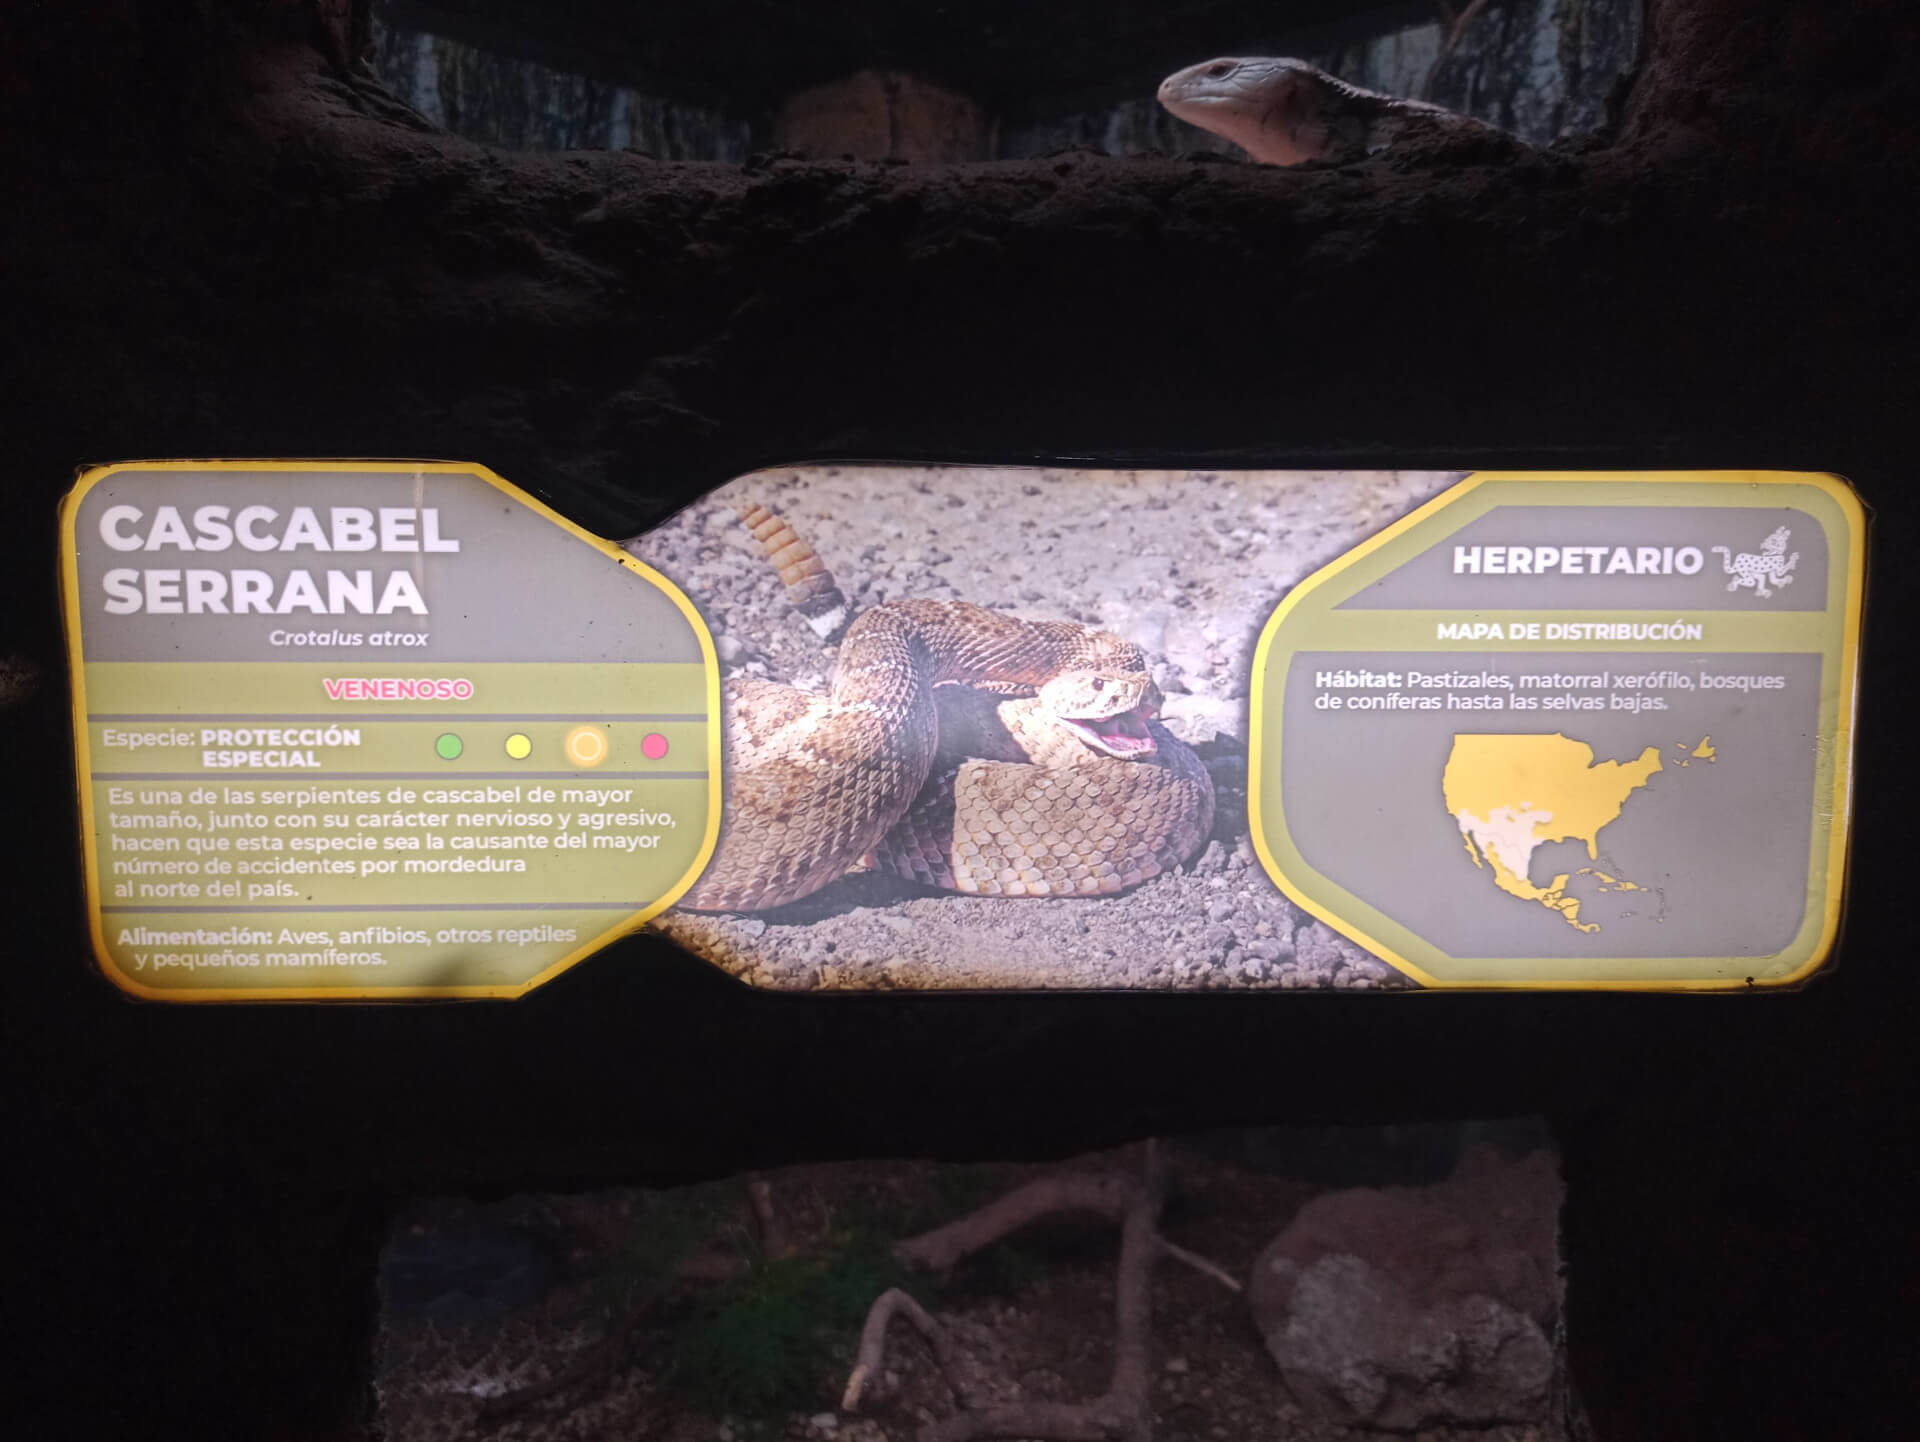 CASCABEL
SERRANA
Crotalus atrox
VENENOSO
Especie: PROTECCIÓN
ESPECIAL
Es una de las serpientes de cascabel de mayor
tamaño, junto con su carácter nervioso y agresivo,
hacen que esta especie sea la causante del mayor
número de accidentes por mordedura
al norte del país.
Alimentación: Aves, anfibios, otros reptiles
y pequeños mamíferos.
HERPETARIO
MAPA DE DISTRIBUCIÓN
Hábitat: Pastizales, matorral xerófilo, bosques
de coníferas hasta las selvas bajas.